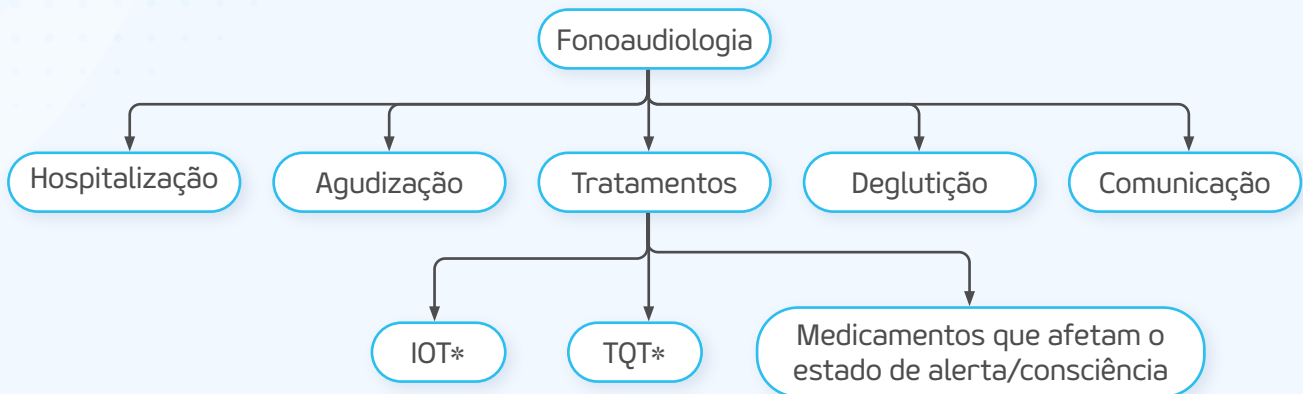 Fonoaudiologia
Hospitalização
Agudização
Tratamentos
Deglutição
Comunicação
IOT*
TQT*
Medicamentos que afetam o
estado de alerta/consciência